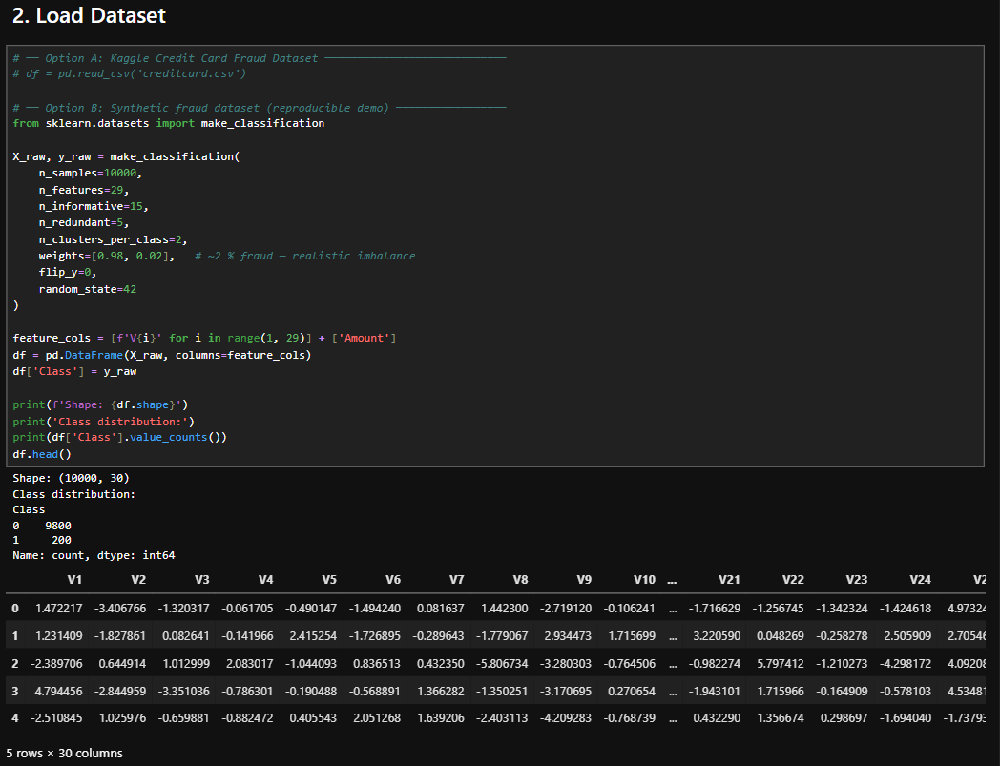 2. Load Dataset
# ── Option A: Kaggle Credit Card Fraud Dataset ────────────────────────────
# df = pd.read_csv('creditcard.csv')
# ── Option B: Synthetic fraud dataset (reproducible demo) ─────────────────
from sklearn.datasets import make_classification
X_raw, y_raw = make_classification(
    n_samples=10000,
    n_features=29,
    n_informative=15,
    n_redundant=5,
    n_clusters_per_class=2,
    weights=[0.98, 0.02],   # ~2 % fraud — realistic imbalance
    flip_y=0,
    random_state=42
)
feature_cols = [f'V{i}' for i in range(1, 29)] + ['Amount']
df = pd.DataFrame(X_raw, columns=feature_cols)
df['Class'] = y_raw
print(f'Shape: {df.shape}')
print('Class distribution:')
print(df['Class'].value_counts())
df.head()
Shape: (10000, 30)
Class distribution:
Class
0    9800
1     200
Name: count, dtype: int64
V1 V2 V3 V4 V5 V6 V7 V8 V9 V10 ... V21 V22 V23 V24
0 1.472217 -3.406766 -1.320317 -0.061705 -0.490147 -1.494240 0.081637 1.442300 -2.719120 -0.106241 ... -1.716629 -1.256745 -1.342324 -1.424618 4.97324
1 1.231409 -1.827861 0.082641 -0.141966 2.415254 -1.726895 -0.289643 -1.779067 2.934473 1.715699 ... 3.220590 0.048269 -0.258278 2.505909 2.70546
2 -2.389706 0.644914 1.012999 2.083017 -1.044093 0.836513 0.432350 -5.806734 -3.280303 -0.764506 ... -0.982274 5.797412 -1.210273 -4.298172 4.09208
3 4.794456 -2.844959 -3.351036 -0.786301 -0.190488 -0.568891 1.366282 -1.350251 -3.170695 0.270654 ... -1.943101 1.715966 -0.164909 -0.578103 4.53481
4 -2.510845 1.025976 -0.659881 -0.882472 0.405543 2.051268 1.639206 -2.403113 -4.209283 -0.768739 ... 0.432290 1.356674 0.298697 -1.694040 -1.73793
5 rows × 30 columns